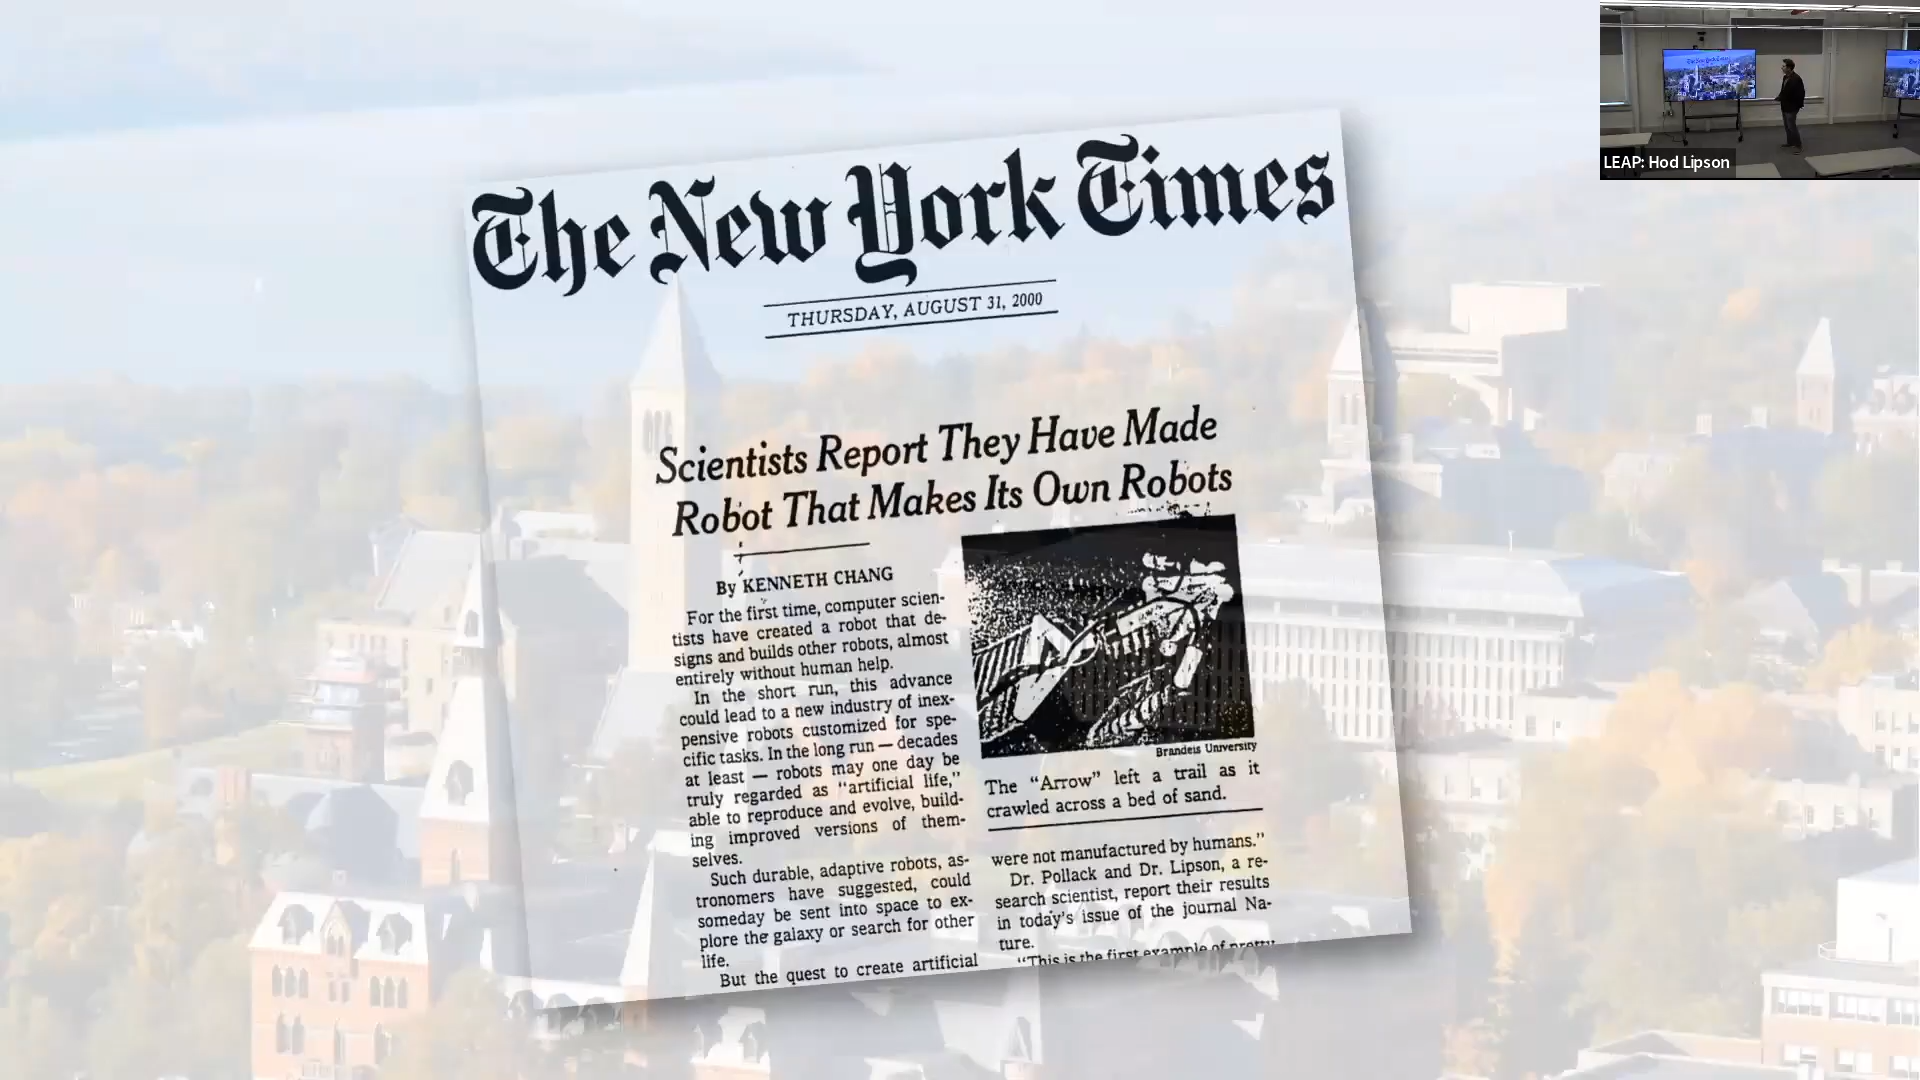 The New York Times
THURSDAY, AUGUST 31, 2000
Scientists Report They Have Made
Robot That Makes Its Own Robots
By KENNETH CHANG
For the first time, computer scien-
tists have created a robot that de-
signs and builds other robots, almost
entirely without human help.
In the short run, this advance
could lead to a new industry of inex-
pensive robots customized for spe-
cific tasks. In the long run — decades
at least — robots may one day be
truly regarded as “artificial life,”
able to reproduce and evolve, build-
ing improved versions of them-
selves.
Such durable, adaptive robots, as-
tronomers have suggested, could
someday be sent into space to ex-
plore the galaxy or search for other
life.
But the quest to create artificial
Brandeis University
The “Arrow” left a trail as it
crawled across a bed of sand.
were not manufactured by humans.”
Dr. Pollack and Dr. Lipson, a re-
search scientist, report their results
in today’s issue of the journal Na-
ture.
“This is the first example of pretty
LEAP: Hod Lipson